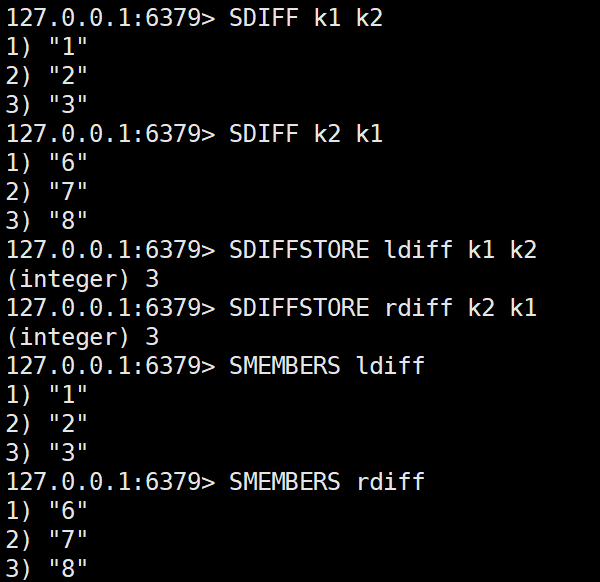 127.0.0.1:6379> SDIFF k1 k2
1) "1"
2) "2"
3) "3"
127.0.0.1:6379> SDIFF k2 k1
1) "6"
2) "7"
3) "8"
127.0.0.1:6379> SDIFFSTORE ldiff k1 k2
(integer) 3
127.0.0.1:6379> SDIFFSTORE rdiff k2 k1
(integer) 3
127.0.0.1:6379> SMEMBERS ldiff
1) "1"
2) "2"
3) "3"
127.0.0.1:6379> SMEMBERS rdiff
1) "6"
2) "7"
3) "8"